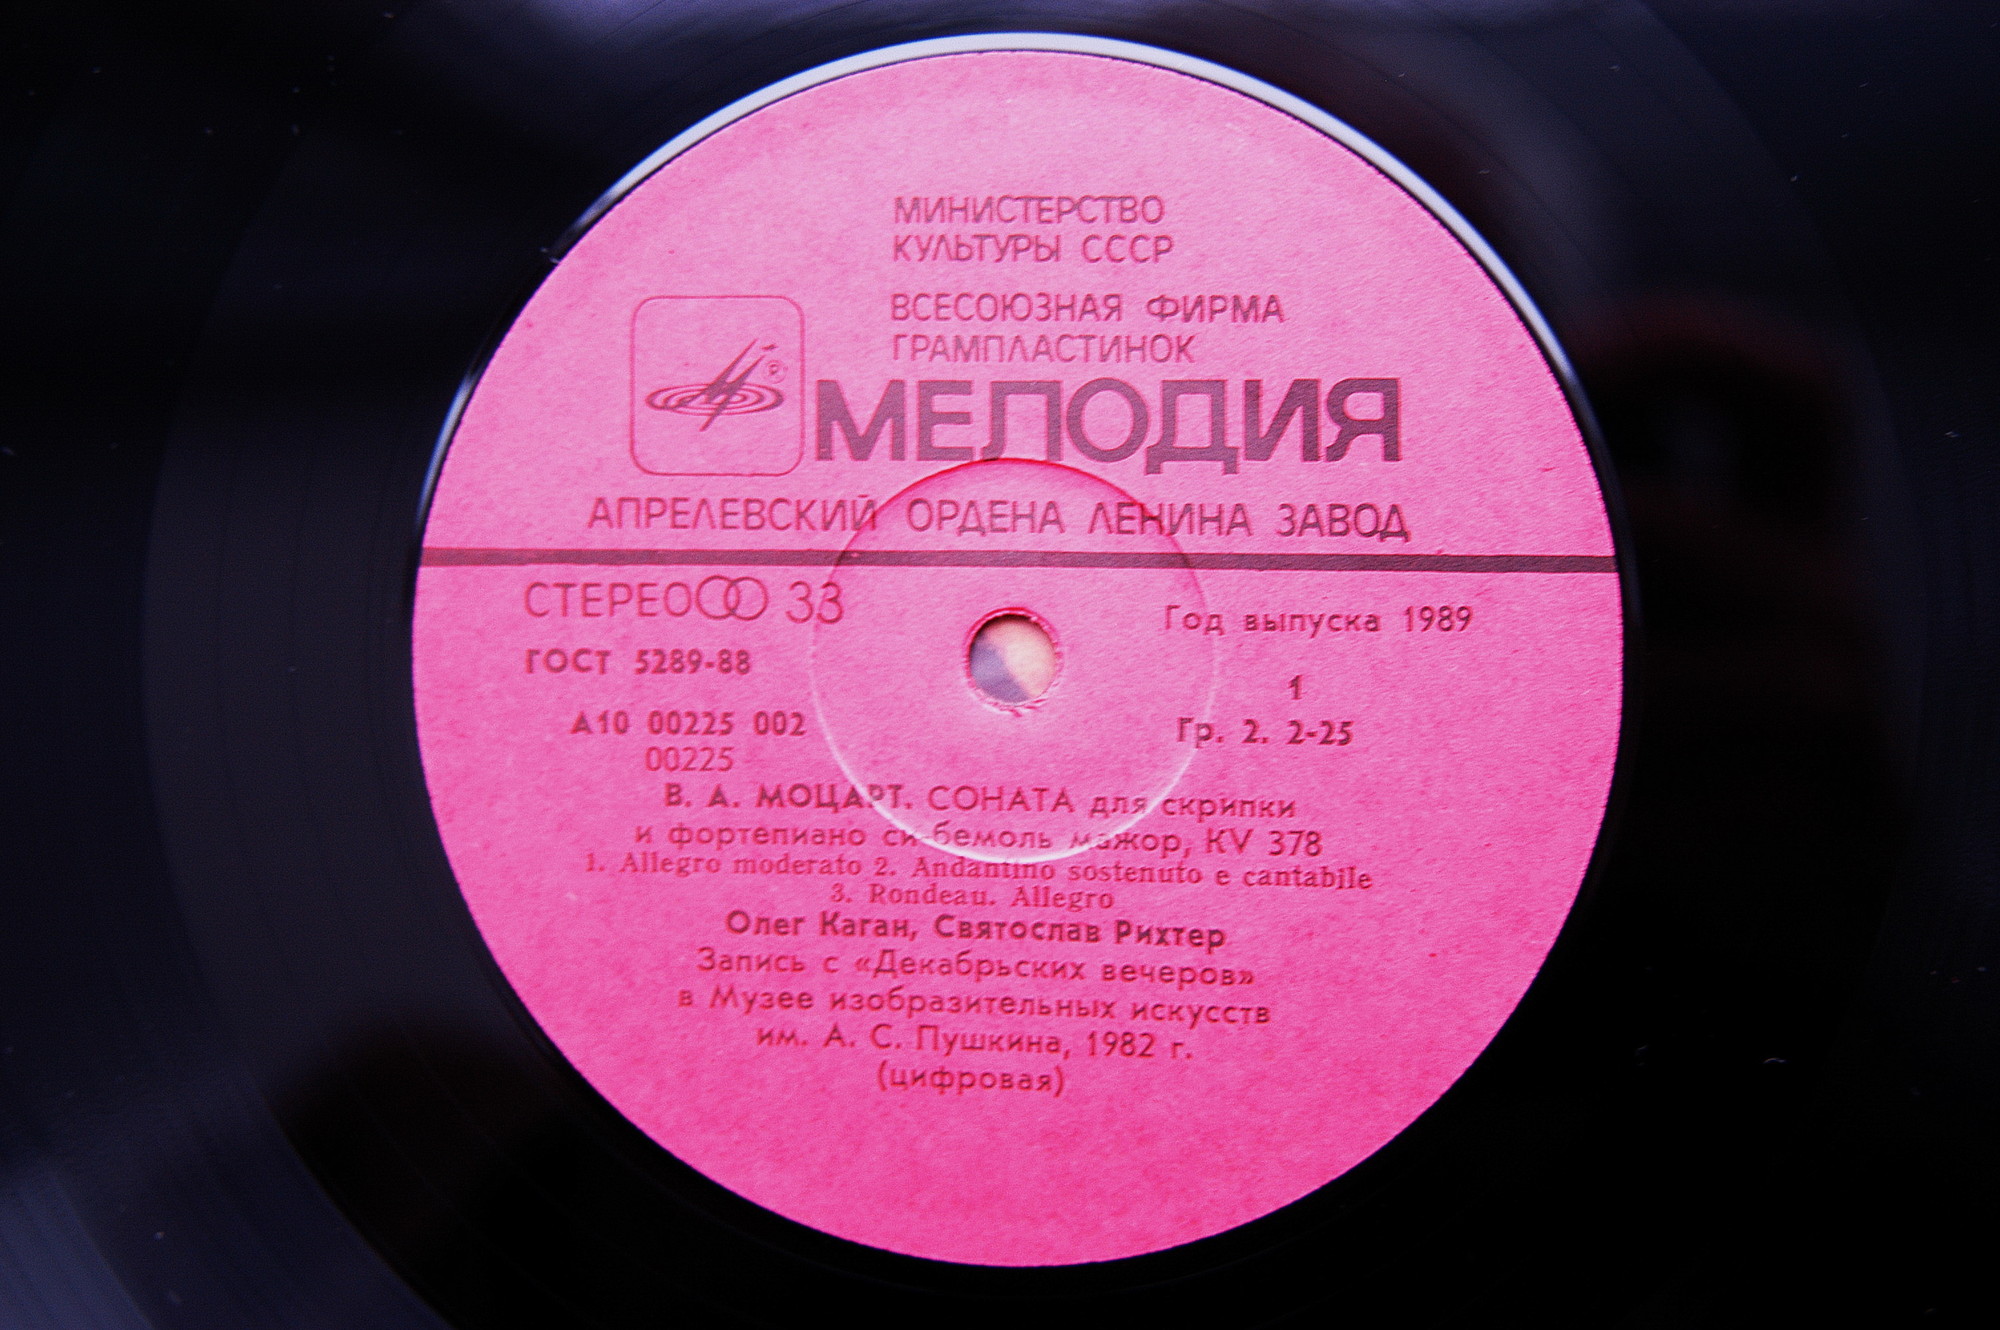 МИНИСТЕРСТВО
КУЛЬТУРЫ СССР
ВСЕСОЮЗНАЯ ФИРМА
ГРАМПЛАСТИНОК
®
МЕЛОДИЯ
АПРЕЛЕВСКИЙ ОРДЕНА ЛЕНИНА ЗАВОД
СТЕРЕО 33
Год выпуска 1989
ГОСТ 5289-88
1
А10 00225 002
Гр. 2. 2-25
00225
В. А. МОЦАРТ. СОНАТА для скрипки
и фортепиано си-бемоль мажор, KV 378
1. Allegro moderato 2. Andantino sostenuto e cantabile
3. Rondeau. Allegro
Олег Каган, Святослав Рихтер
Запись с «Декабрьских вечеров»
в Музее изобразительных искусств
им. А. С. Пушкина, 1982 г.
(цифровая)